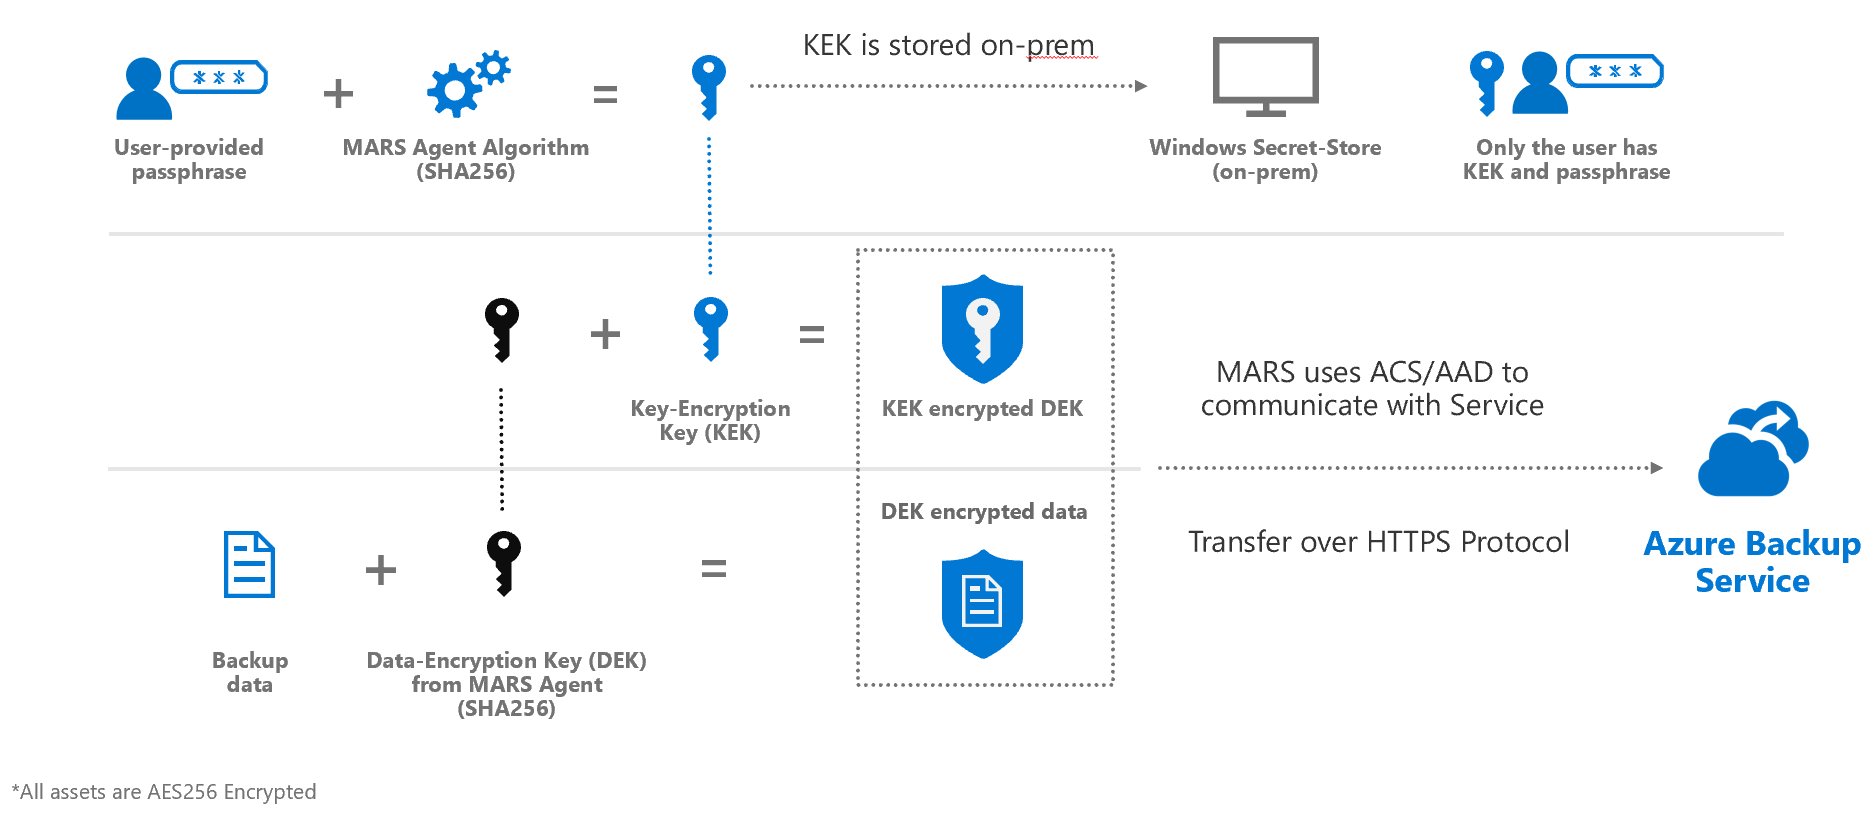 KEK is stored on-prem
* * *
* * *
User-provided
passphrase
MARS Agent Algorithm
(SHA256)
Windows Secret-Store
(on-prem)
Only the user has
KEK and passphrase
+
=
Key-Encryption
Key (KEK)
+
=
KEK encrypted DEK
MARS uses ACS/AAD to
communicate with Service
DEK encrypted data
Transfer over HTTPS Protocol
Azure Backup
Service
+
=
Backup
data
Data-Encryption Key (DEK)
from MARS Agent
(SHA256)
*All assets are AES256 Encrypted